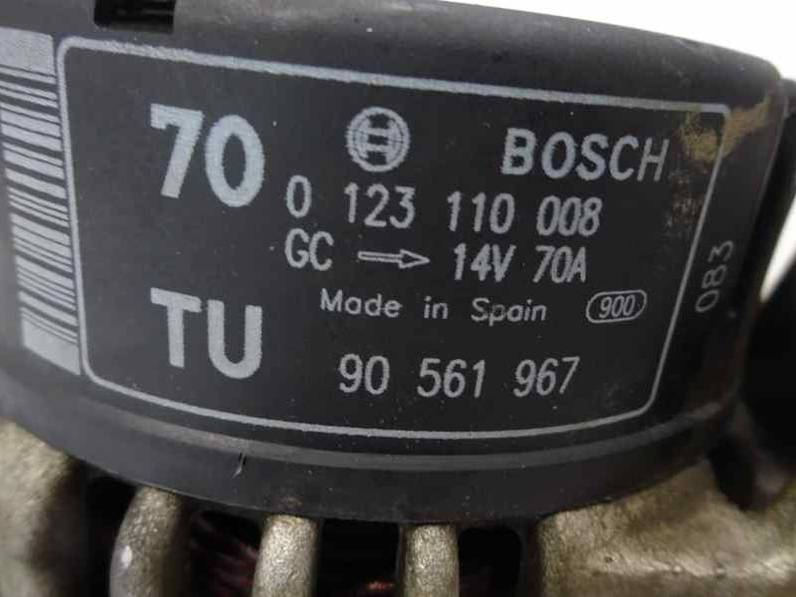 70 BOSCH
0 123 110 008
GC → 14V 70A
Made in Spain 900
TU 90 561 967
083